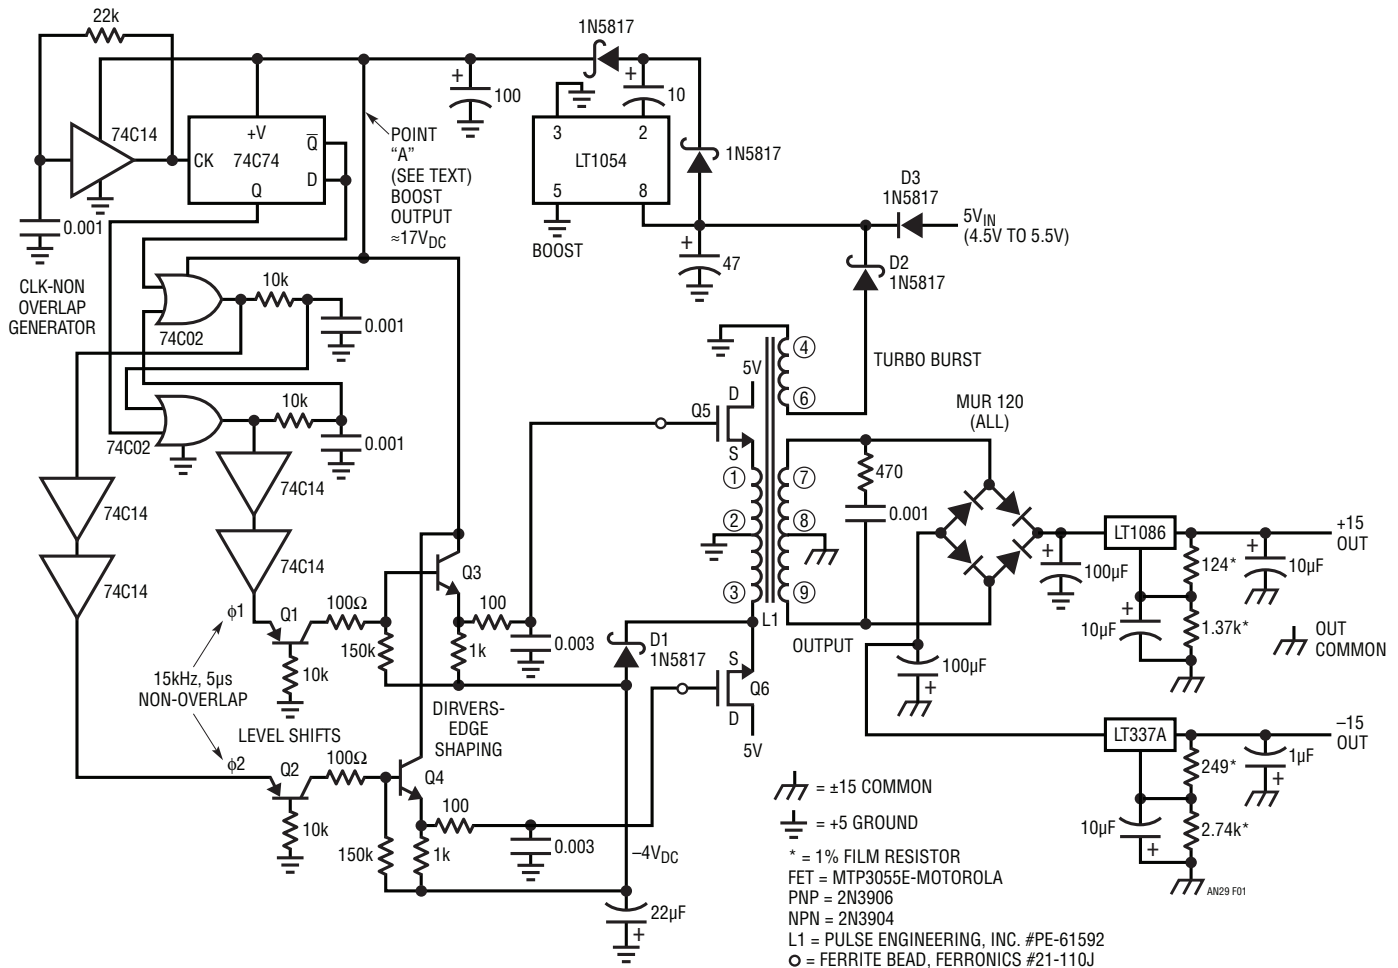 22k
74C14
CK
+V
74C74
Q̅
D
Q
0.001
CLK-NON
OVERLAP
GENERATOR
+
100
POINT
“A”
(SEE TEXT)
BOOST
OUTPUT
≈17VDC
1N5817
+
10
3
2
LT1054
5
8
BOOST
1N5817
+
47
D3
1N5817
5VIN
(4.5V TO 5.5V)
D2
1N5817
10k
0.001
74C02
10k
0.001
74C02
74C14
74C14
74C14
74C14
TURBO BURST
4
6
5V
D
Q5
S
1
2
3
7
8
9
L1
OUTPUT
470
0.001
MUR 120
(ALL)
+
100µF
LT1086
124*
+
10µF
+15
OUT
+
10µF
1.37k*
OUT
COMMON
100µF
+
ϕ1
Q1
100Ω
10k
150k
Q3
100
1k
0.003
D1
1N5817
S
Q6
D
5V
15kHz, 5µs
NON-OVERLAP
LEVEL SHIFTS
DIRVERS-
EDGE
SHAPING
ϕ2
Q2
100Ω
10k
150k
Q4
100
1k
0.003
–4VDC
22µF
+
LT337A
249*
1µF
+
–15
OUT
10µF
+
2.74k*
= ±15 COMMON
= +5 GROUND
* = 1% FILM RESISTOR
FET = MTP3055E-MOTOROLA
PNP = 2N3906
NPN = 2N3904
L1 = PULSE ENGINEERING, INC. #PE-61592
= FERRITE BEAD, FERRONICS #21-110J
AN29 F01